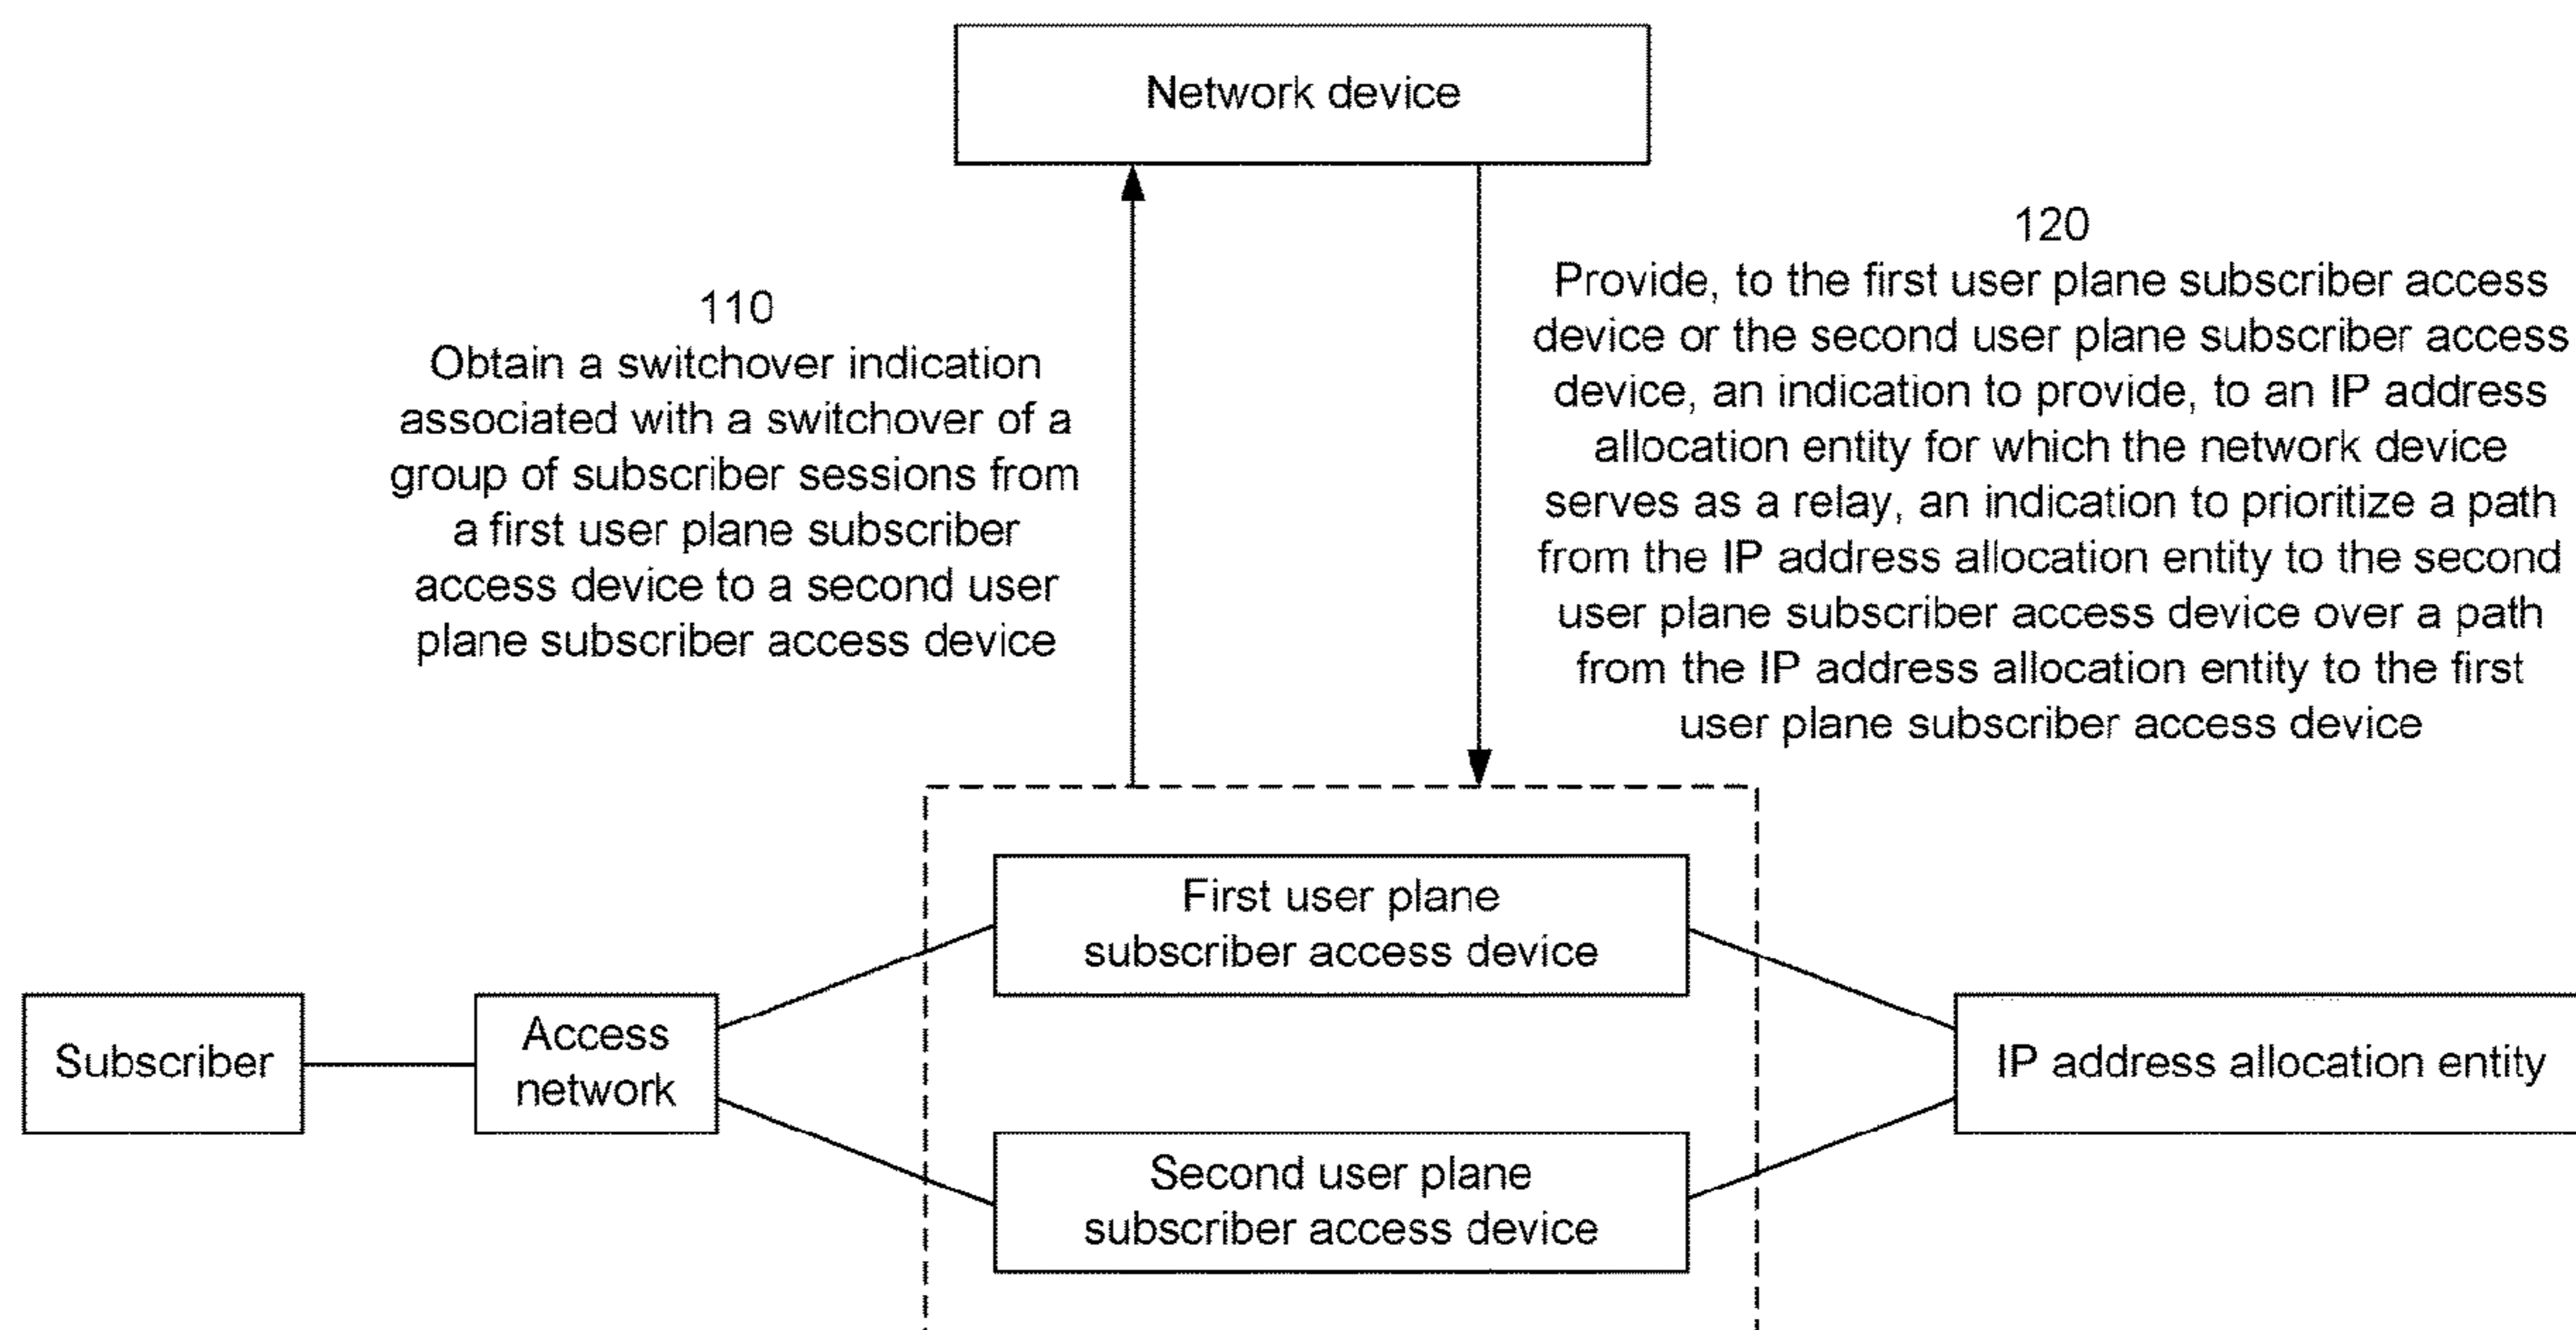 Network device
110
Obtain a switchover indication
associated with a switchover of a
group of subscriber sessions from
a first user plane subscriber
access device to a second user
plane subscriber access device
120
Provide, to the first user plane subscriber access
device or the second user plane subscriber access
device, an indication to provide, to an IP address
allocation entity for which the network device
serves as a relay, an indication to prioritize a path
from the IP address allocation entity to the second
user plane subscriber access device over a path
from the IP address allocation entity to the first
user plane subscriber access device
First user plane
subscriber access device
Subscriber
Access
network
IP address allocation entity
Second user plane
subscriber access device